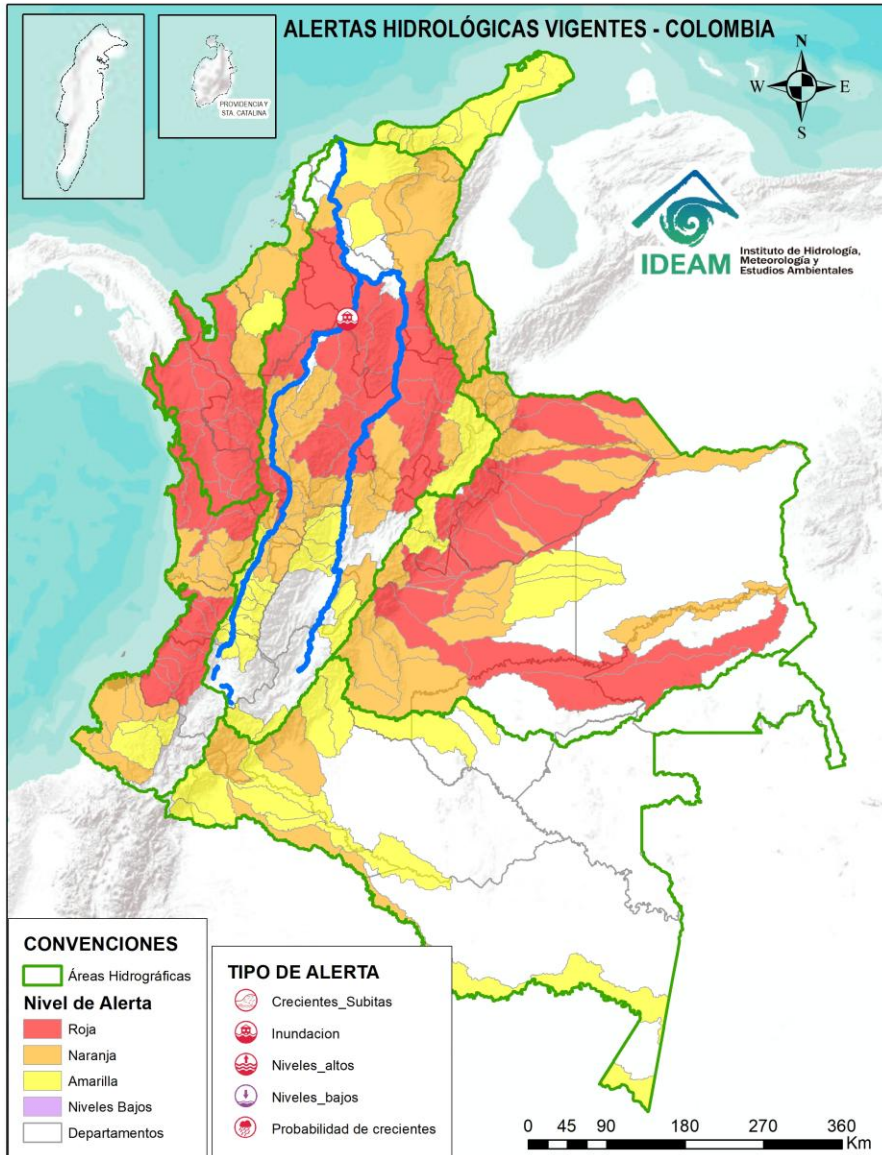 ALERTAS HIDROLÓGICAS VIGENTES - COLOMBIA
PROVIDENCIA Y
STA. CATALINA
N
W
E
S
IDEAM
Instituto de Hidrología,
Meteorología y
Estudios Ambientales
CONVENCIONES
Áreas Hidrográficas
Nivel de Alerta
Roja
Naranja
Amarilla
Niveles Bajos
Departamentos
TIPO DE ALERTA
Crecientes_Subitas
Inundacion
Niveles_altos
Niveles_bajos
Probabilidad de crecientes
0 45 90 180 270 360
Km